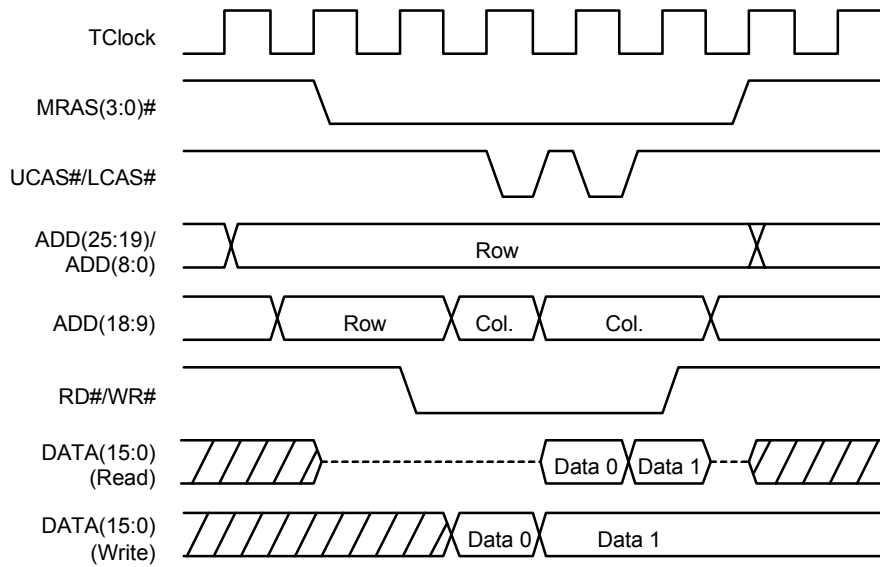 TClock
MRAS(3:0)#
UCAS#/LCAS#
ADD(25:19)/
ADD(8:0)
Row
ADD(18:9)
Row
Col.
Col.
RD#/WR#
DATA(15:0)
(Read)
Data 0
Data 1
DATA(15:0)
(Write)
Data 0
Data 1